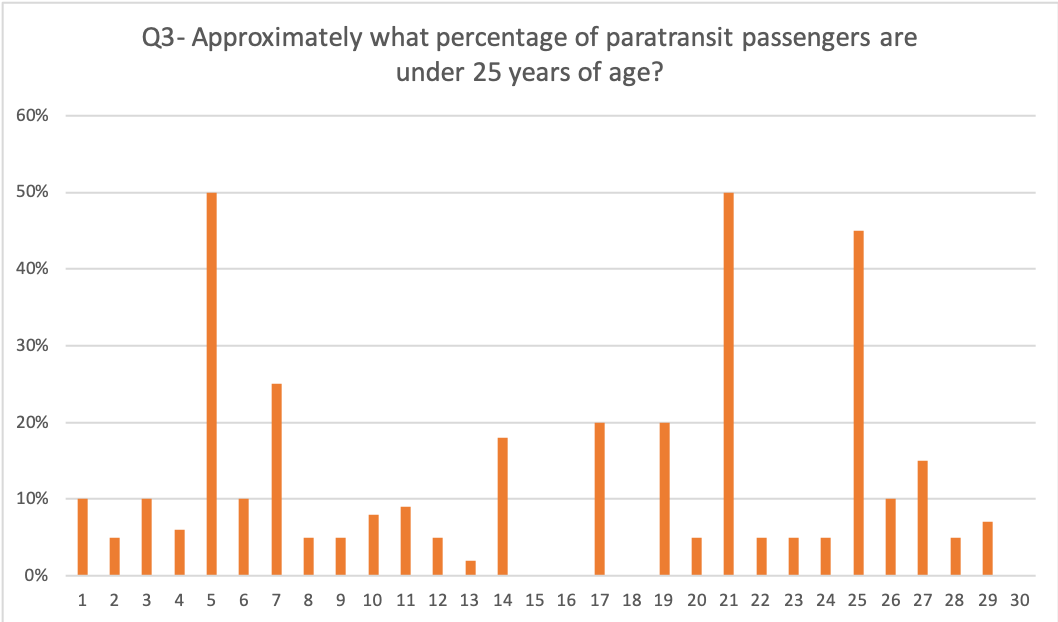 Q3- Approximately what percentage of paratransit passengers are
under 25 years of age?
60%
50%
40%
30%
20%
10%
0%
1 2 3 4 5 6 7 8 9 10 11 12 13 14 15 16 17 18 19 20 21 22 23 24 25 26 27 28 29 30